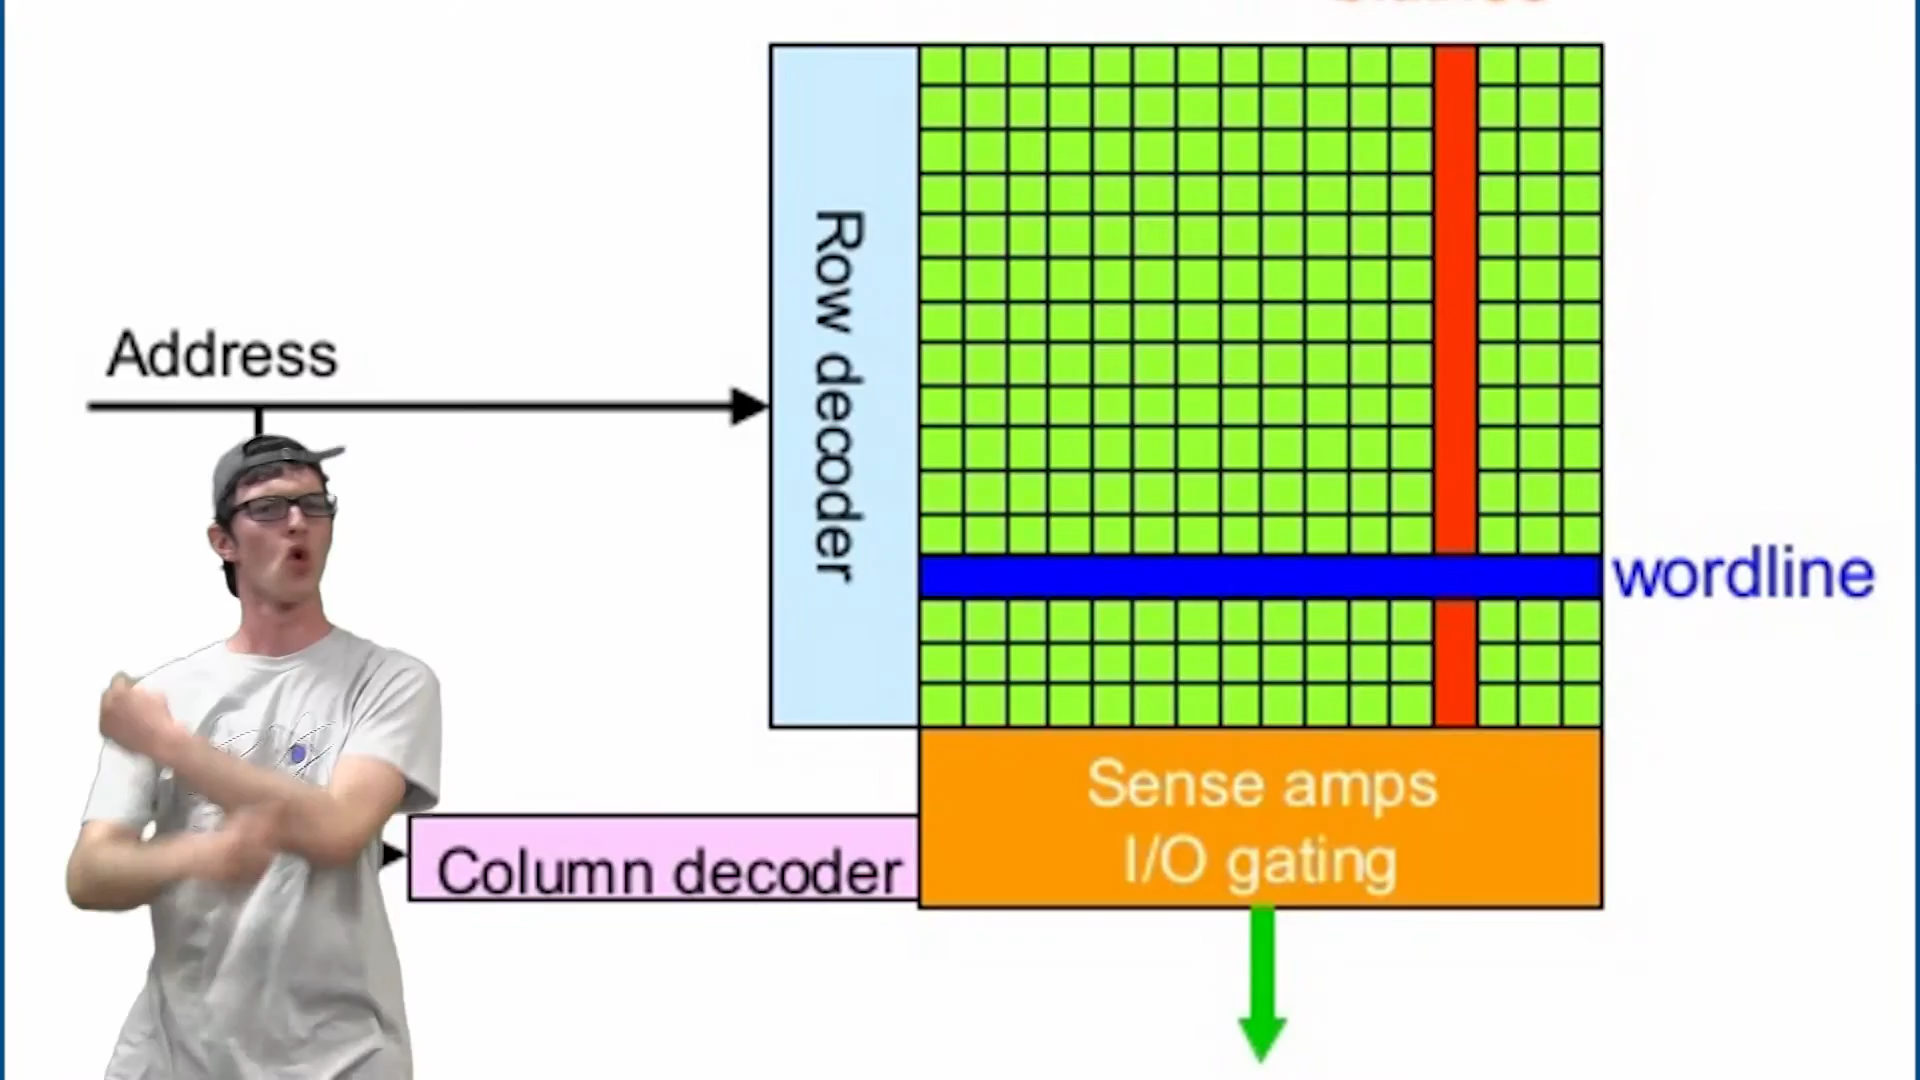 Address
Row decoder
wordline
Sense amps
I/O gating
Column decoder